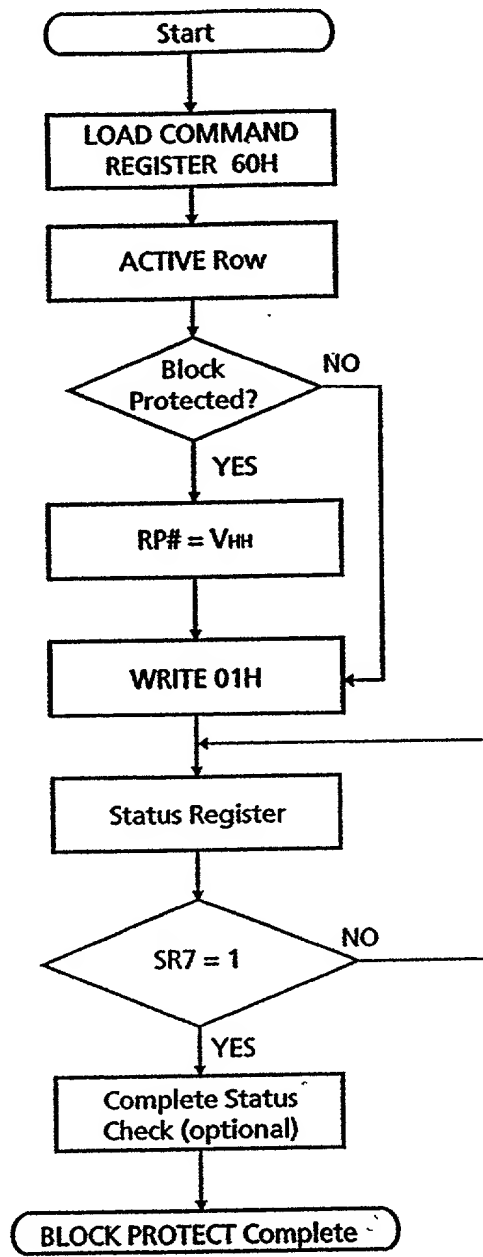 Start
LOAD COMMAND
REGISTER 60H
ACTIVE Row
Block
Protected?
NO
YES
RP# = VHH
WRITE 01H
Status Register
SR7 = 1
NO
YES
Complete Status
Check (optional)
BLOCK PROTECT Complete